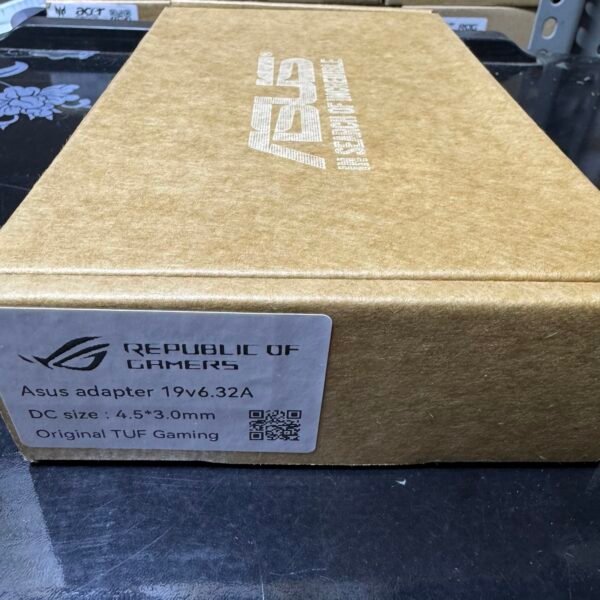 ASUS
IN SEARCH OF INCREDIBLE
REPUBLIC OF
GAMERS
Asus adapter 19v6.32A
DC size : 4.5*3.0mm
Original TUF Gaming